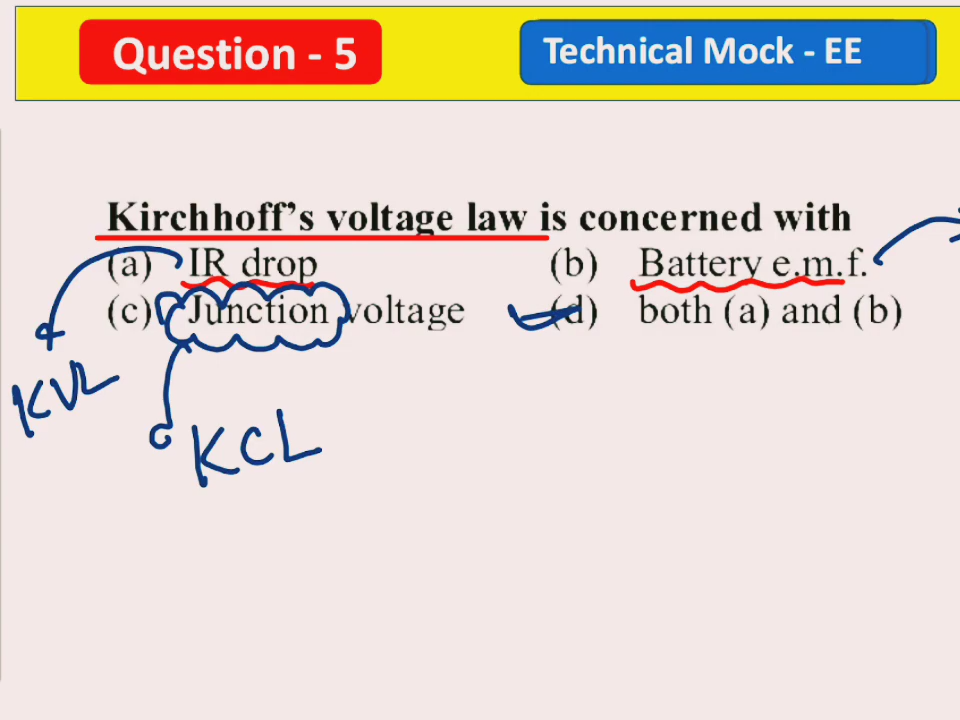 Question - 5
Technical Mock - EE
Kirchhoff's voltage law is concerned with
(a) IR drop (b) Battery e.m.f.
(c) Junction voltage (d) both (a) and (b)
KVL
KCL